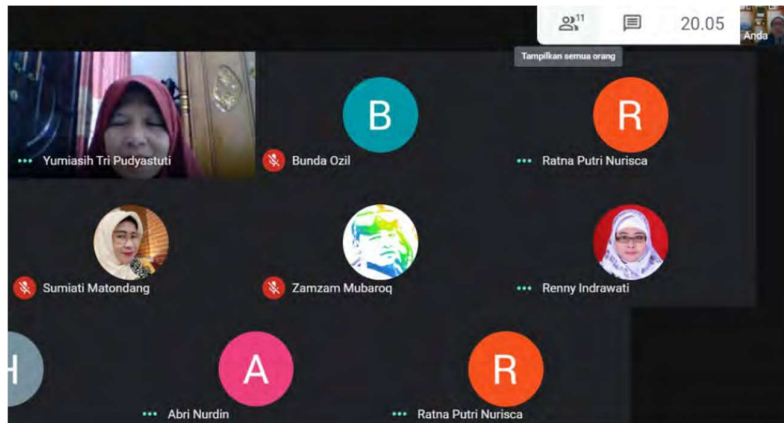 11
20.05
Anda
Tampilkan semua orang
B
R
Yumiasih Tri Pudyastuti
Bunda Ozil
Ratna Putri Nurisca
Sumiati Matondang
Zamzam Mubaroq
Renny Indrawati
H
A
R
Abri Nurdin
Ratna Putri Nurisca